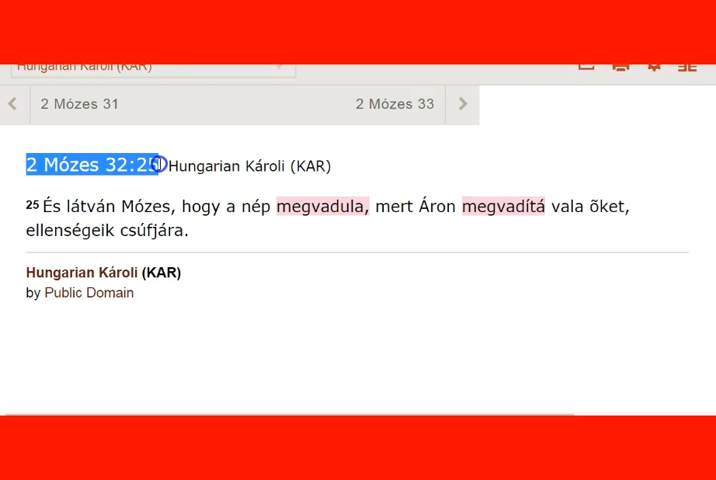 Hungarian Károli (KAR)
2 Mózes 31
2 Mózes 33
2 Mózes 32:25 Hungarian Károli (KAR)
25 És látván Mózes, hogy a nép megvadula, mert Áron megvadítá vala õket,
ellenségeik csúfjára.
Hungarian Károli (KAR)
by Public Domain